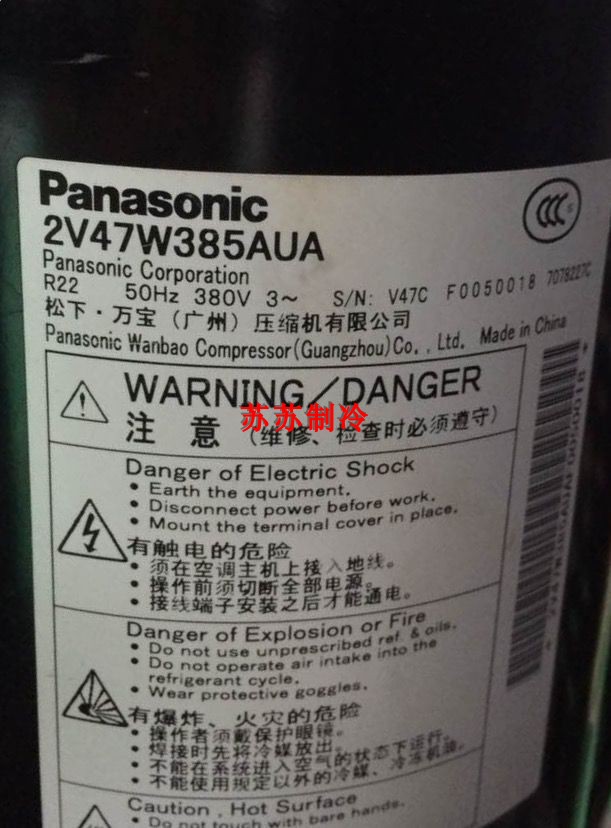 Panasonic
2V47W385AUA
Panasonic Corporation
R22 50Hz 380V 3~ S/N: V47C F0050018 7078227C
松下·万宝（广州）压缩机有限公司
Panasonic Wanbao Compressor(Guangzhou)Co., Ltd. Made in China
WARNING/DANGER
苏苏制冷
注 意 (维修、检查时必须遵守)
Danger of Electric Shock
• Earth the equipment.
• Disconnect power before work.
• Mount the terminal cover in place.
有触电的危险
• 须在空调主机上接入地线。
• 操作前须切断全部电源。
• 接线端子安装之后才能通电。
Danger of Explosion or Fire
• Do not use unprescribed ref. & oils.
• Do not operate air intake into the
refrigerant cycle.
• Wear protective goggles.
有爆炸、火灾的危险
• 操作者须戴保护眼镜。
• 焊接时先将冷媒放出。
• 不能在系统进入空气的状态下运行。
• 不能使用规定以外的冷媒、冷冻机油。
Caution, Hot Surface
• Do not touch with bare hands.